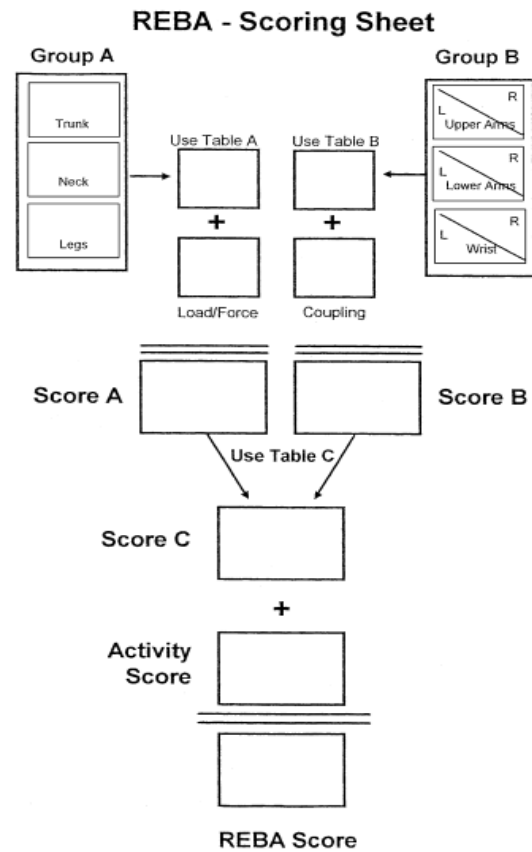 REBA - Scoring Sheet
Group A
Group B
Trunk
Neck
Legs
Use Table A
Use Table B
L
R
Upper Arms
L
R
Lower Arms
L
R
Wrist
+
+
Load/Force
Coupling
Score A
Score B
Use Table C
Score C
+
Activity
Score
REBA Score